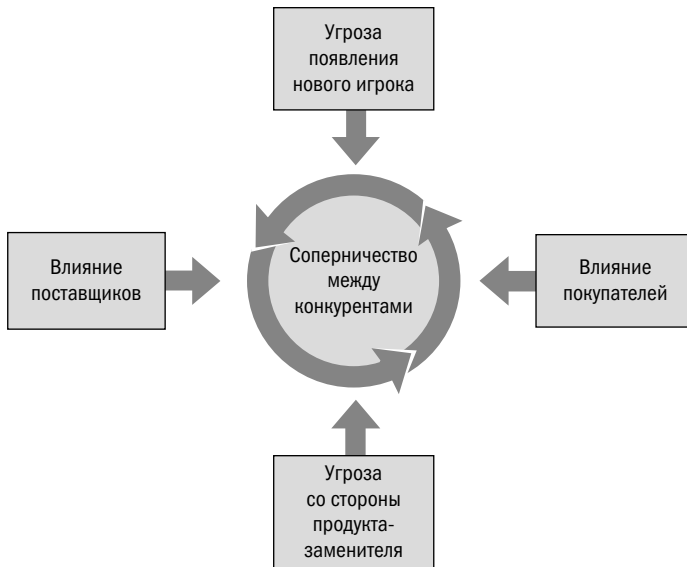 Угроза
появления
нового игрока
Влияние
поставщиков
Соперничество
между
конкурентами
Влияние
покупателей
Угроза
со стороны
продукта-
заменителя